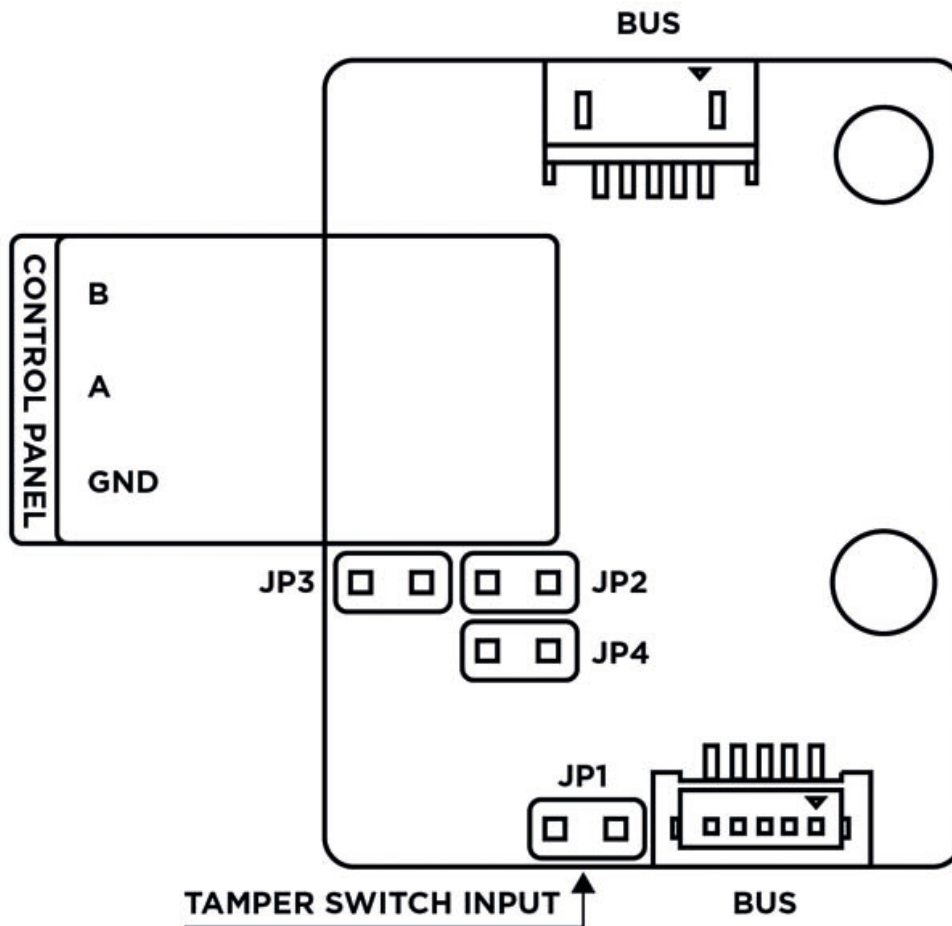 BUS
CONTROL PANEL
B
A
GND
JP3
JP2
JP4
JP1
TAMPER SWITCH INPUT
BUS